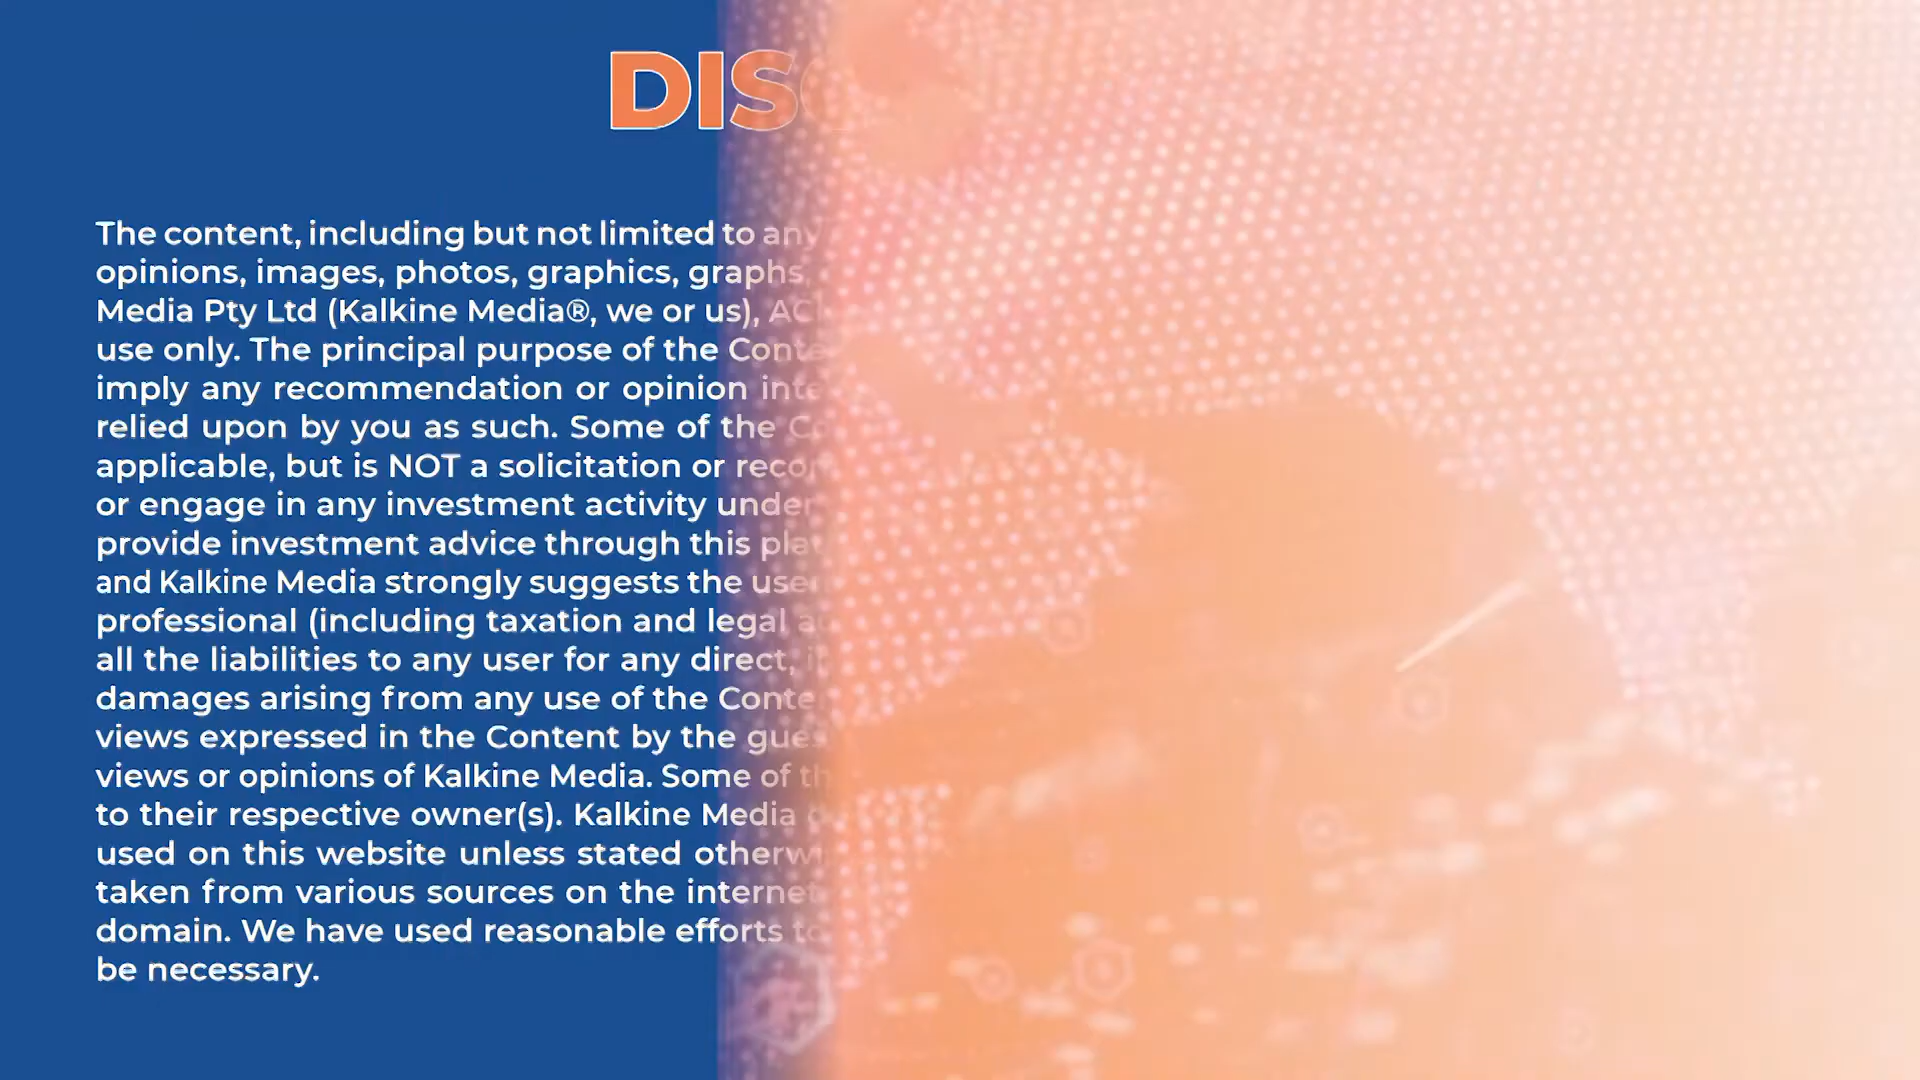 DIS
The content, including but not limited to any
opinions, images, photos, graphics, graphs,
Media Pty Ltd (Kalkine Media®, we or us),
use only. The principal purpose of the
imply any recommendation or opinion
relied upon by you as such. Some of the
applicable, but is NOT a solicitation or
or engage in any investment activity
provide investment advice through this
and Kalkine Media strongly suggests the
professional (including taxation and legal
all the liabilities to any user for any direct,
damages arising from any use of the
views expressed in the Content by the
views or opinions of Kalkine Media. Some of
to their respective owner(s). Kalkine Media
used on this website unless stated
taken from various sources on the internet
domain. We have used reasonable efforts to
be necessary.